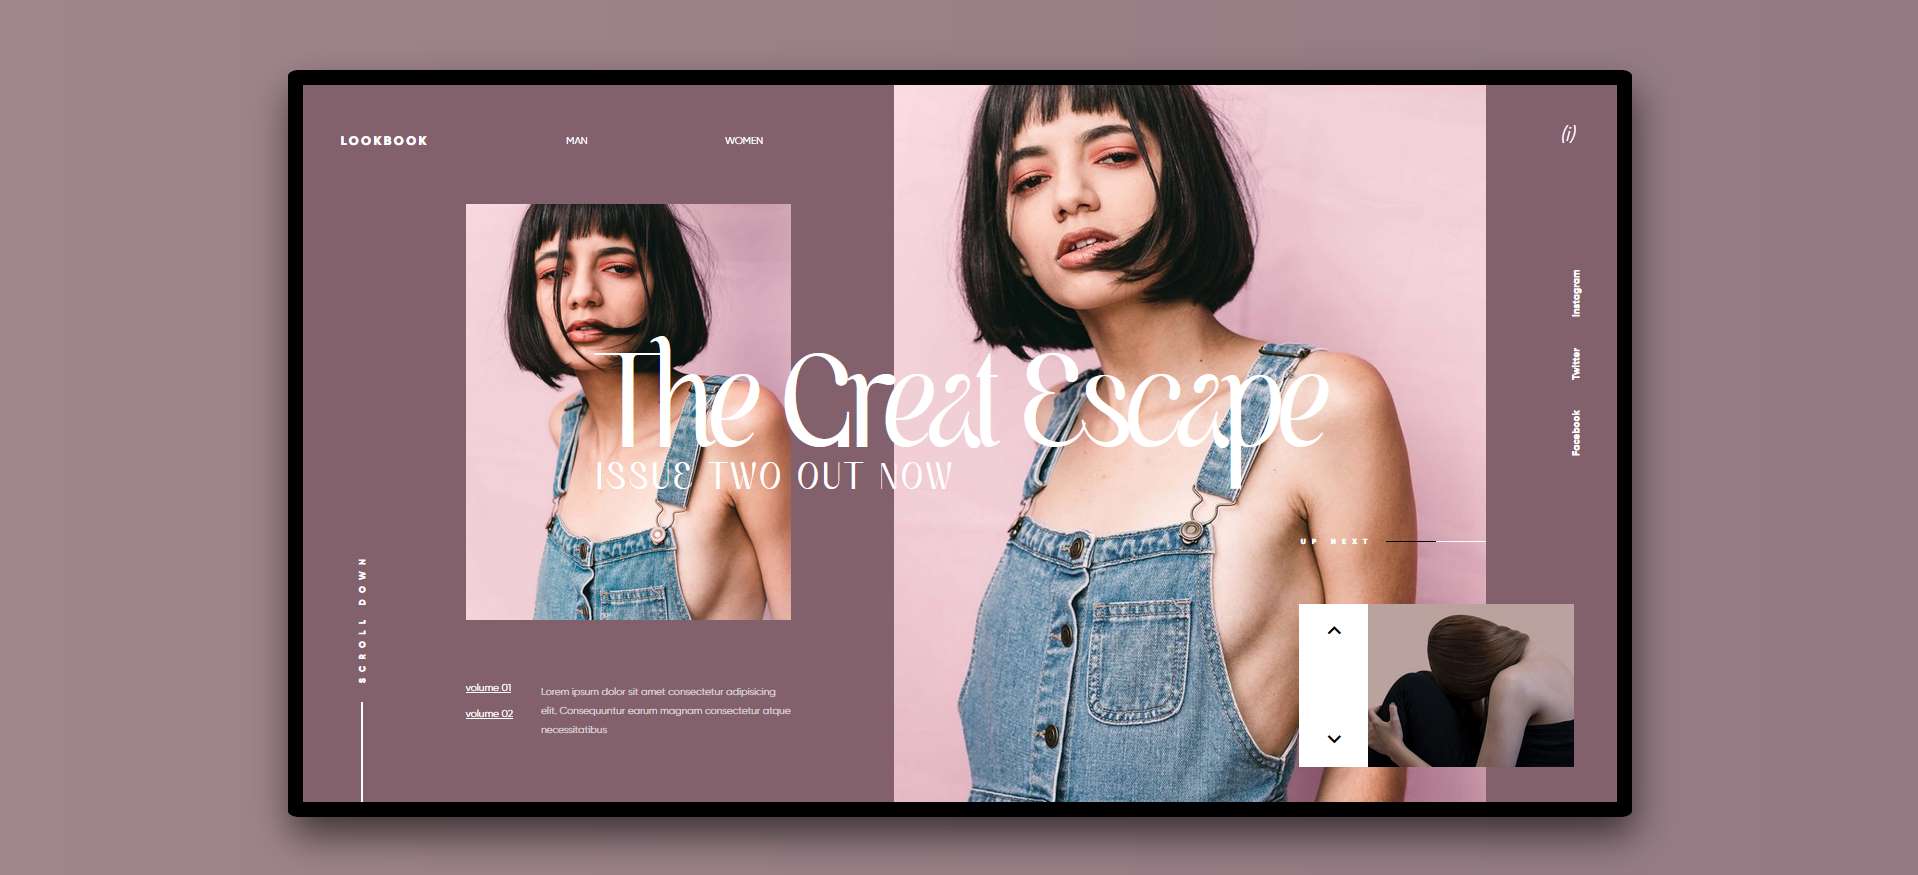 LOOKBOOK
MAN
WOMEN
(i)
Instagram
Twitter
Facebook
The Great Escape
ISSUE TWO OUT NOW
UP NEXT
SCROLL DOWN
volume 01
volume 02
Lorem ipsum dolor sit amet consectetur adipisicing
elit. Consequuntur earum magnam consectetur atque
necessitatibus